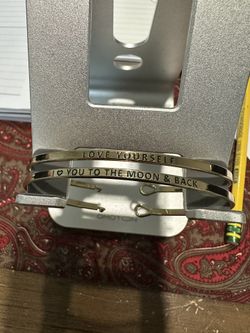 LOVE YOURSELF
I ♥ YOU TO THE MOON & BACK